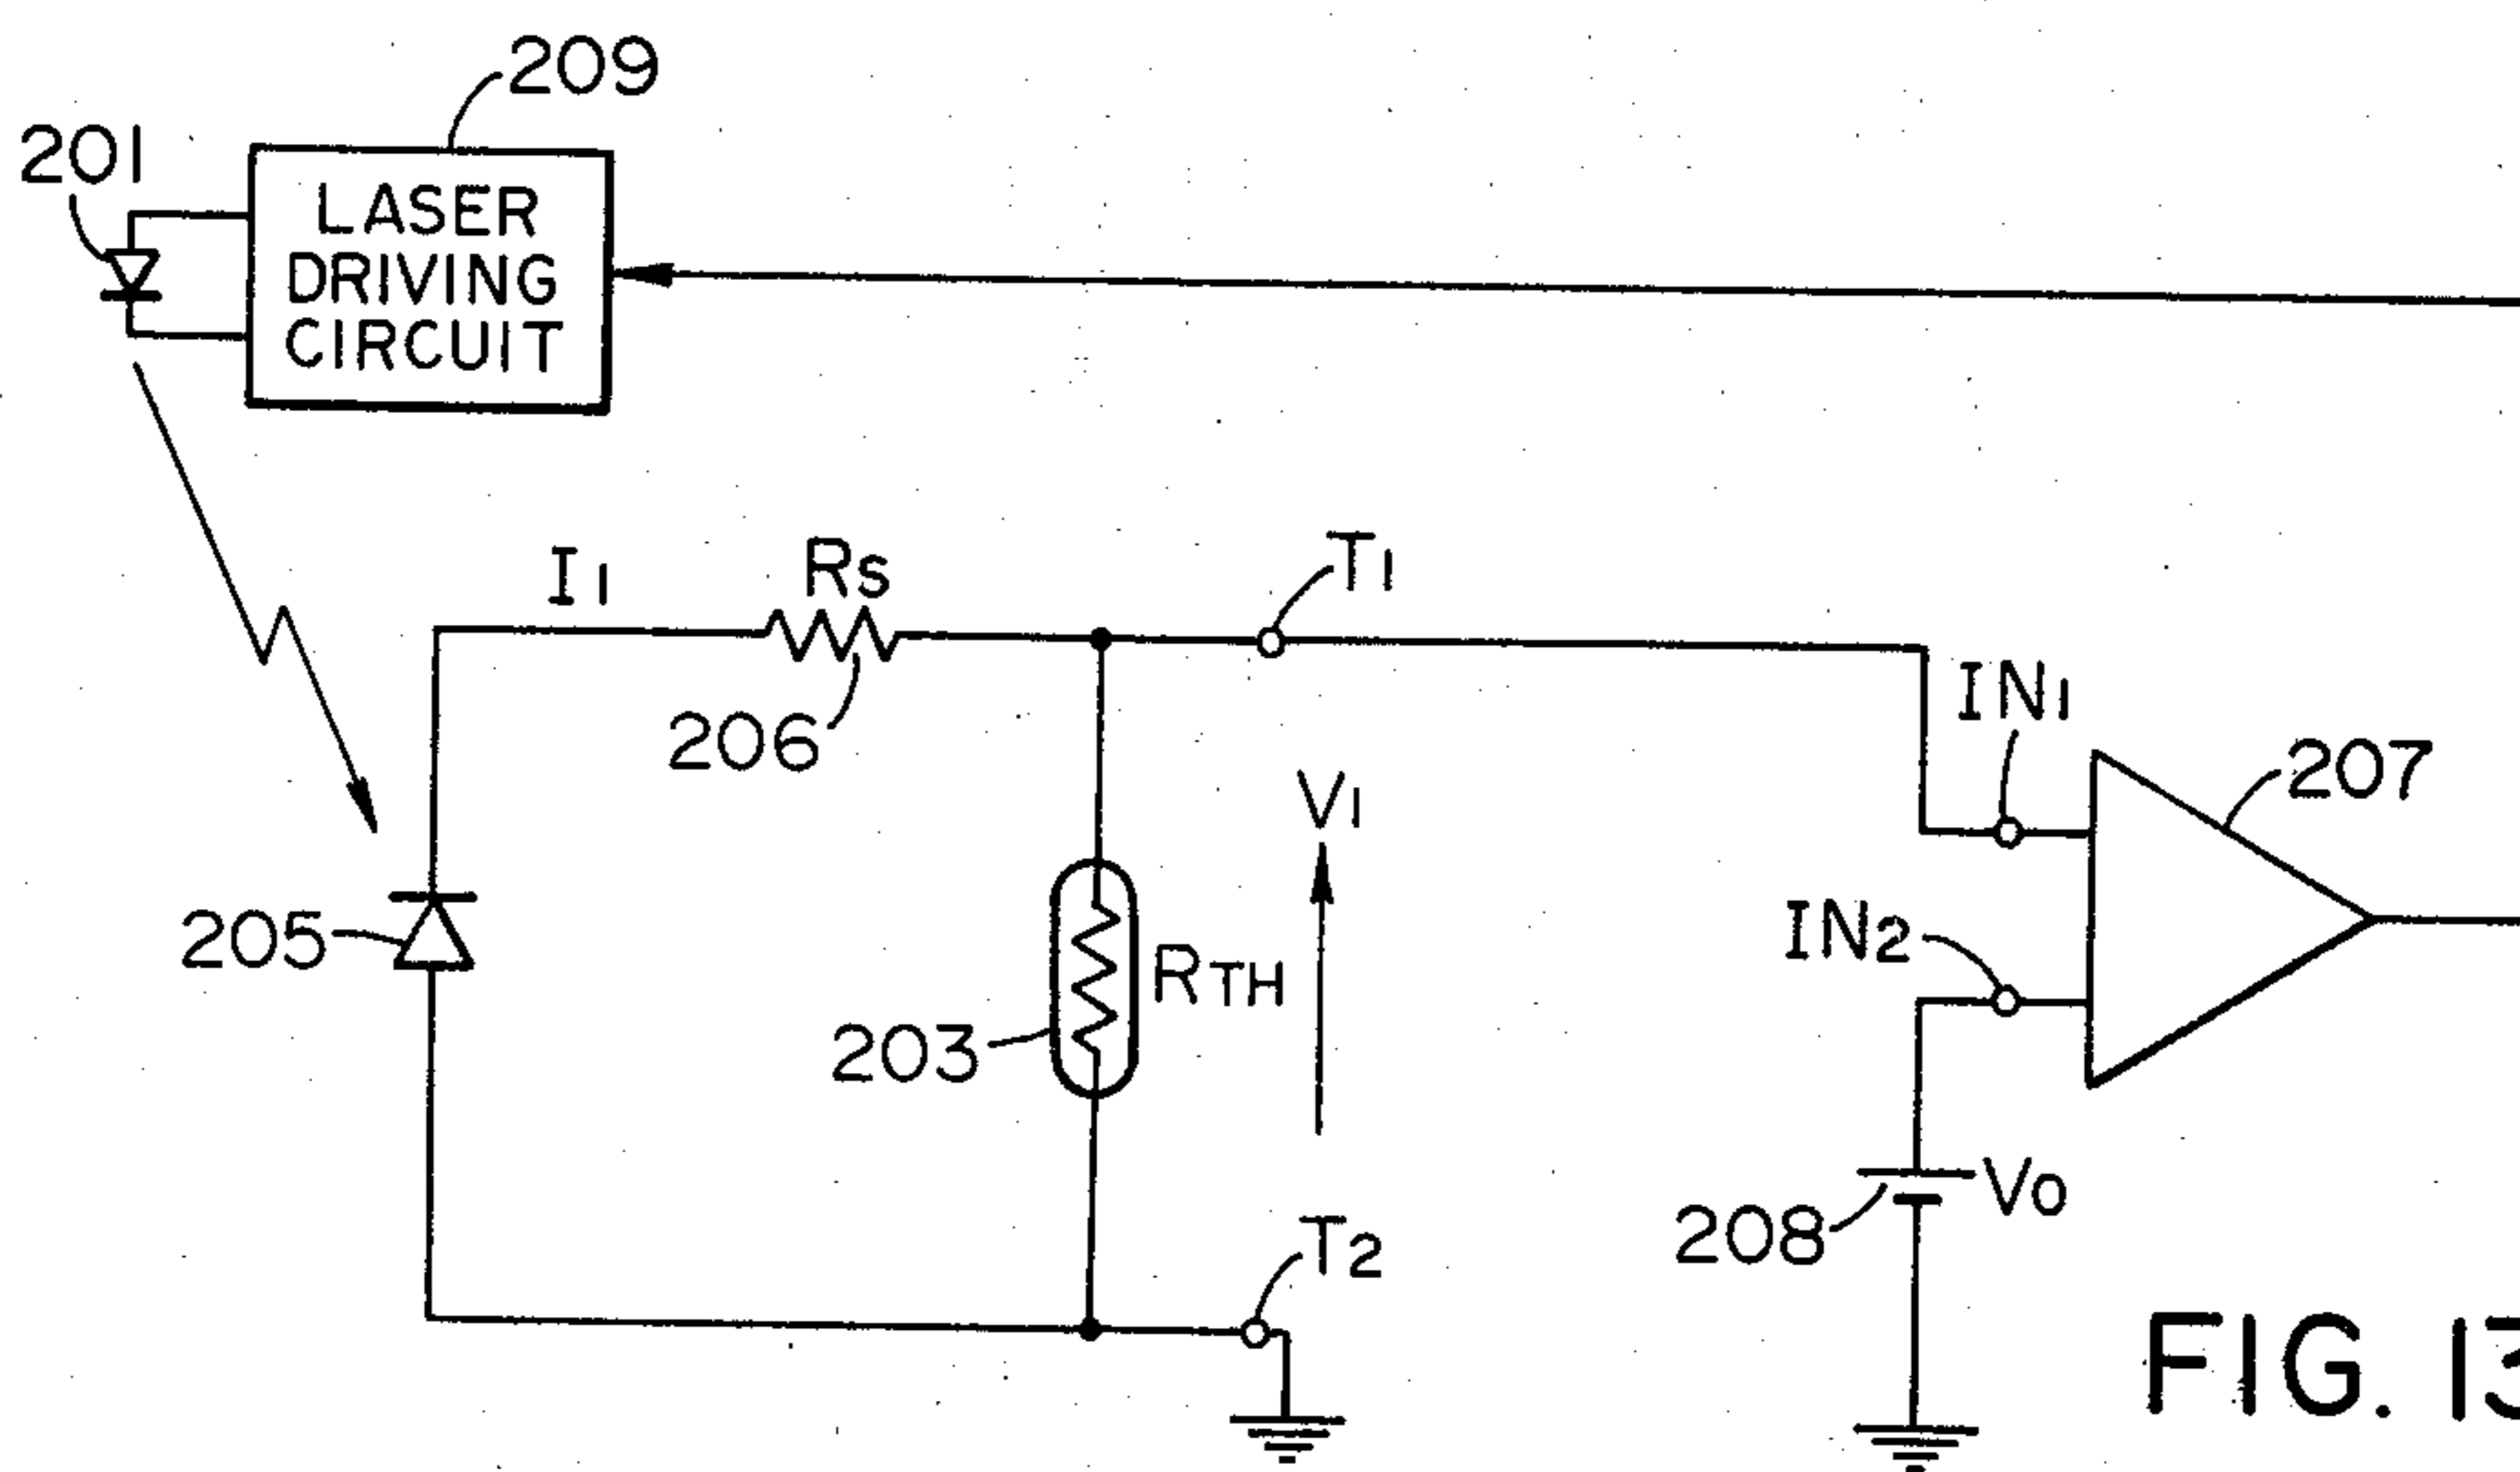 209
201
LASER
DRIVING
CIRCUIT
I1
RS
T1
206
IN1
207
V1
IN2
205
RTH
203
208
V0
T2
FIG. 13